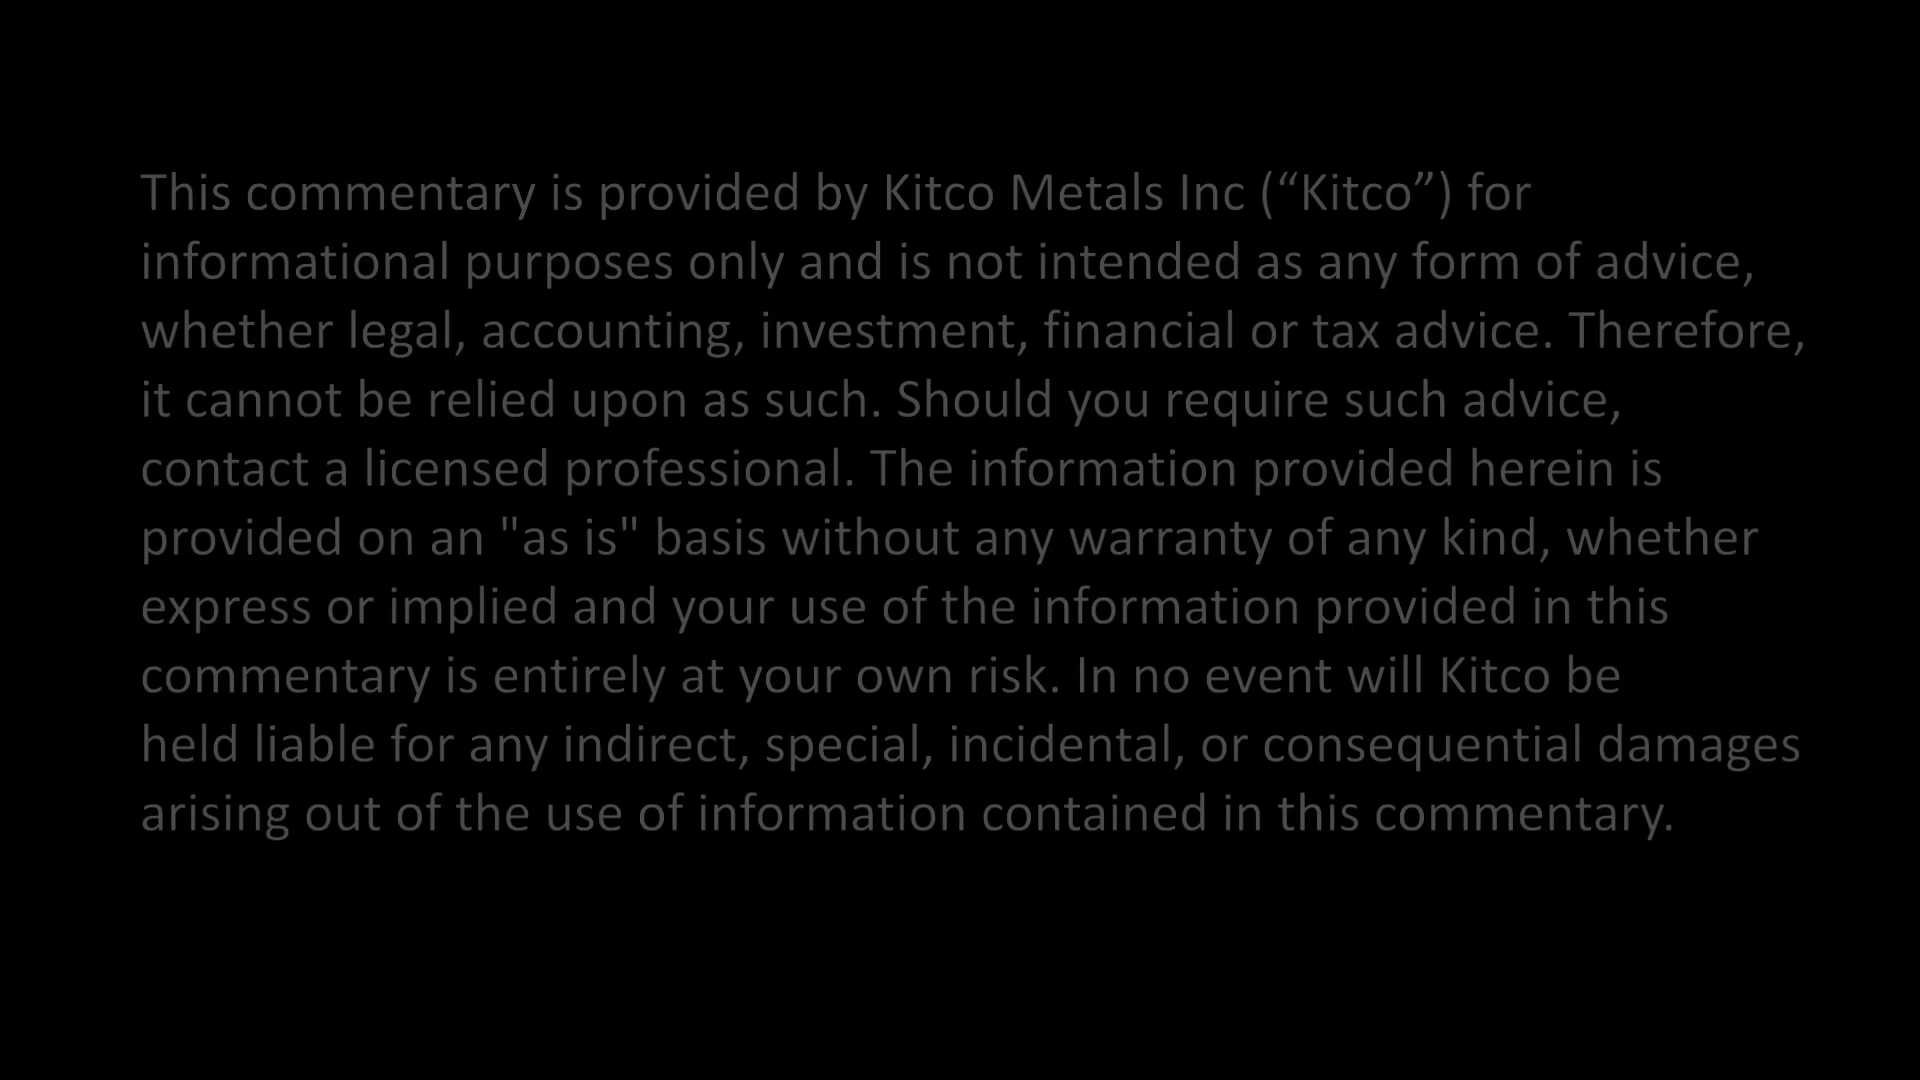 This commentary is provided by Kitco Metals Inc (“Kitco”) for
informational purposes only and is not intended as any form of advice,
whether legal, accounting, investment, financial or tax advice. Therefore,
it cannot be relied upon as such. Should you require such advice,
contact a licensed professional. The information provided herein is
provided on an "as is" basis without any warranty of any kind, whether
express or implied and your use of the information provided in this
commentary is entirely at your own risk. In no event will Kitco be
held liable for any indirect, special, incidental, or consequential damages
arising out of the use of information contained in this commentary.